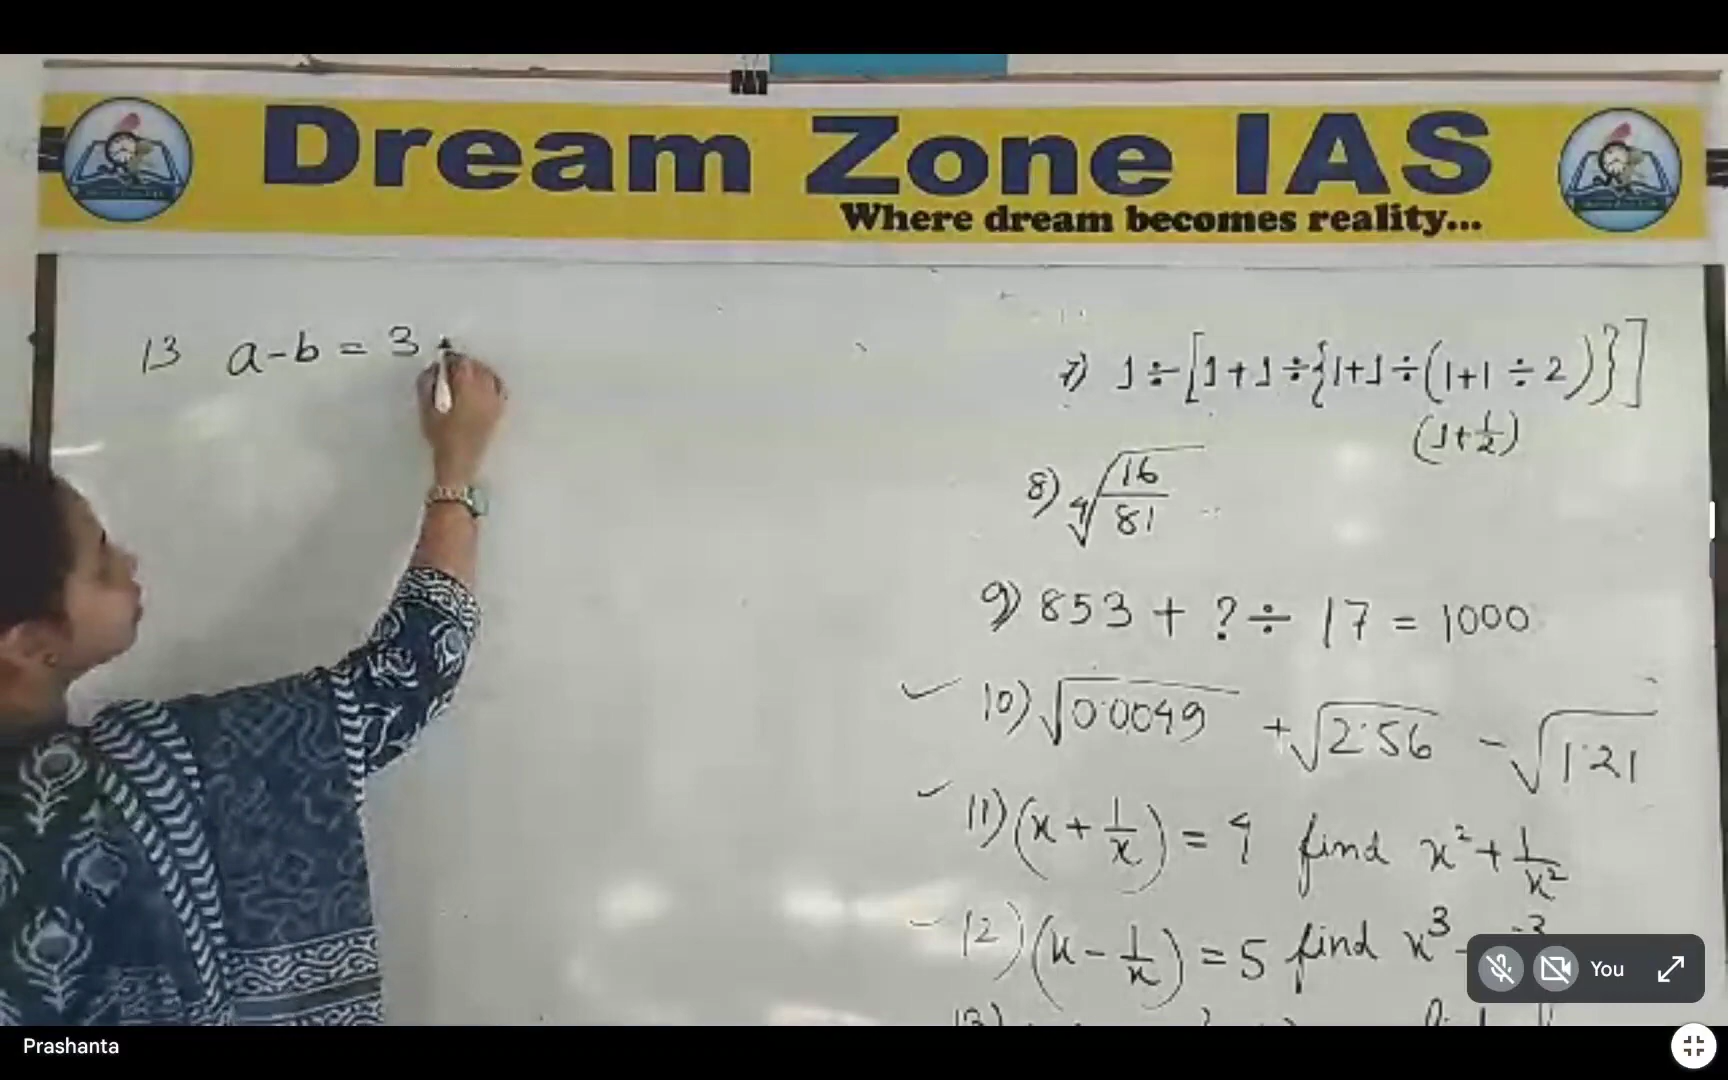 Dream Zone IAS
Where dream becomes reality...
13 a-b = 3
7) 1÷[1+1÷{1+1÷(1+1÷2)}]
(1+1/2)
8) ⁴√16/81
9) 853 + ? ÷ 17 = 1000
✓ 10) √0.0049 + √2.56 - √1.21
✓ 11) (x + 1/x) = 4 find x² + 1/x²
12) (x - 1/x) = 5 find x³ -
13)
You
Prashanta